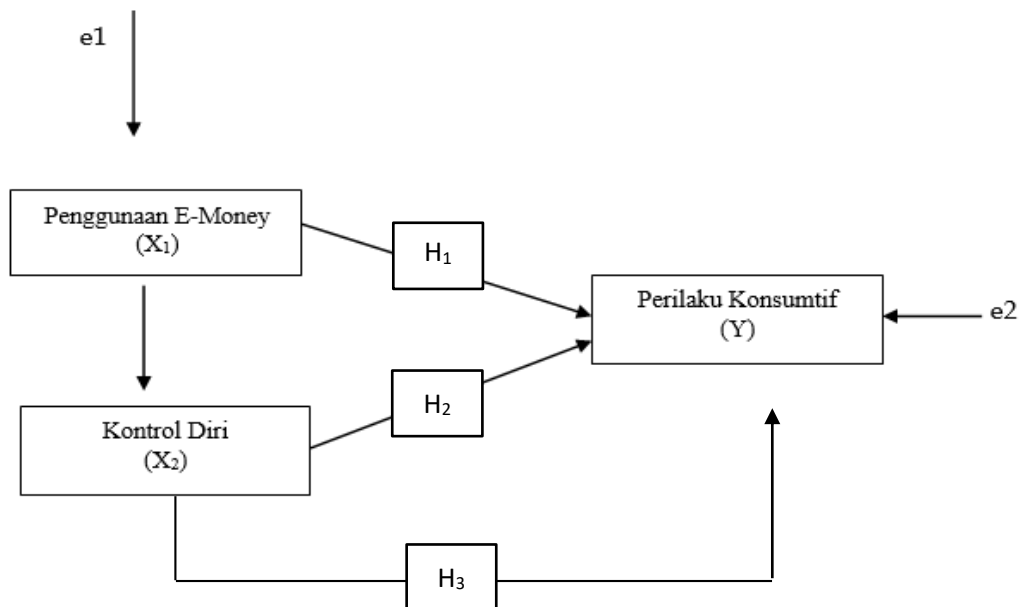 e1
Penggunaan E-Money
(X₁)
H₁
Perilaku Konsumtif
(Y)
e2
H₂
Kontrol Diri
(X₂)
H₃